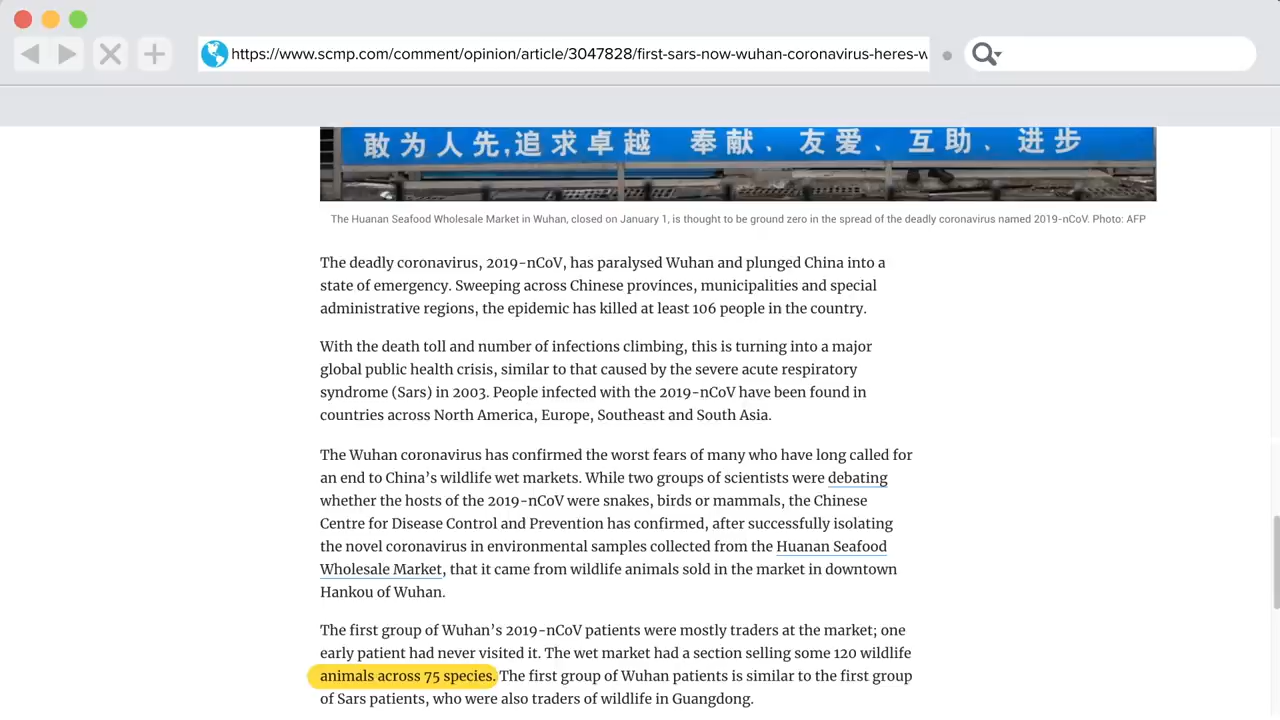 https://www.scmp.com/comment/opinion/article/3047828/first-sars-now-wuhan-coronavirus-heres-w
敢为人先,追求卓越 奉献、友爱、互助、进步
The Huanan Seafood Wholesale Market in Wuhan, closed on January 1, is thought to be ground zero in the spread of the deadly coronavirus named 2019-nCoV. Photo: AFP
The deadly coronavirus, 2019-nCoV, has paralysed Wuhan and plunged China into a
state of emergency. Sweeping across Chinese provinces, municipalities and special
administrative regions, the epidemic has killed at least 106 people in the country.
With the death toll and number of infections climbing, this is turning into a major
global public health crisis, similar to that caused by the severe acute respiratory
syndrome (Sars) in 2003. People infected with the 2019-nCoV have been found in
countries across North America, Europe, Southeast and South Asia.
The Wuhan coronavirus has confirmed the worst fears of many who have long called for
an end to China’s wildlife wet markets. While two groups of scientists were debating
whether the hosts of the 2019-nCoV were snakes, birds or mammals, the Chinese
Centre for Disease Control and Prevention has confirmed, after successfully isolating
the novel coronavirus in environmental samples collected from the Huanan Seafood
Wholesale Market, that it came from wildlife animals sold in the market in downtown
Hankou of Wuhan.
The first group of Wuhan’s 2019-nCoV patients were mostly traders at the market; one
early patient had never visited it. The wet market had a section selling some 120 wildlife
animals across 75 species. The first group of Wuhan patients is similar to the first group
of Sars patients, who were also traders of wildlife in Guangdong.